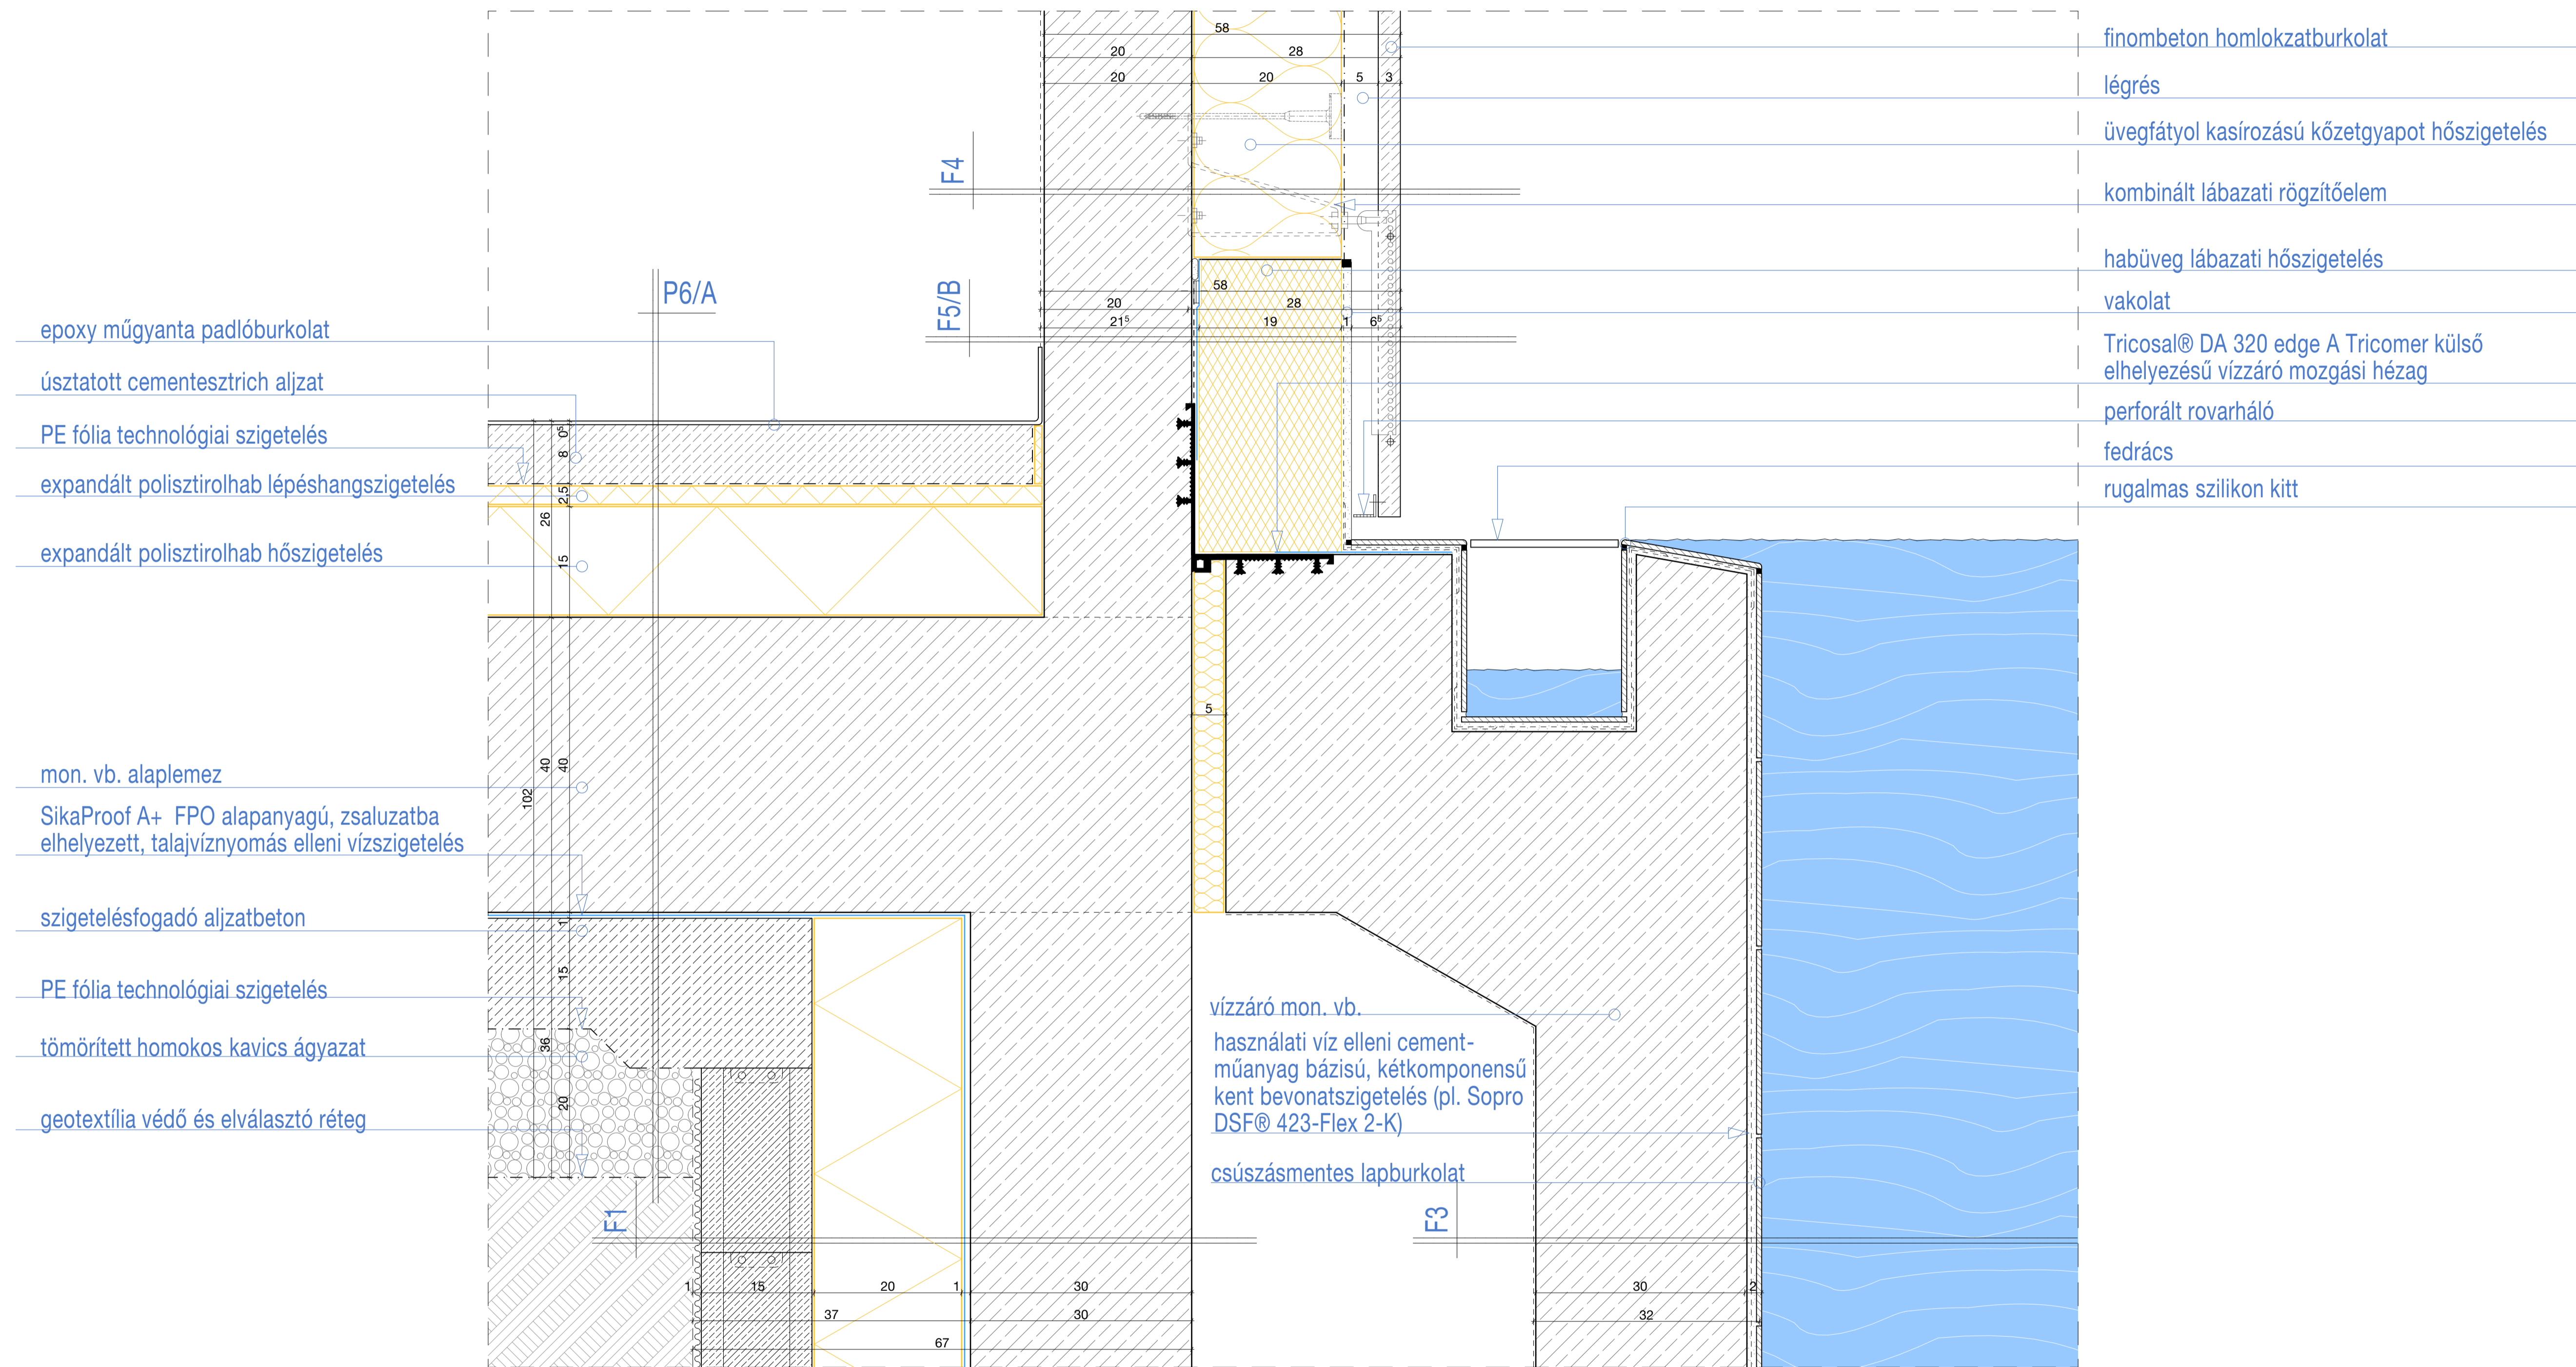 58
20
28
20
20
5
3
F4
F5/B
P6/A
58
20
28
21⁵
19
1
6⁵
epoxy műgyanta padlóburkolat
úsztatott cementesztrich aljzat
PE fólia technológiai szigetelés
expandált polisztirolhab lépéshangszigetelés
expandált polisztirolhab hőszigetelés
mon. vb. alaplemez
SikaProof A+ FPO alapanyagú, zsaluzatba
elhelyezett, talajvíznyomás elleni vízszigetelés
szigetelésfogadó aljzatbeton
PE fólia technológiai szigetelés
tömörített homokos kavics ágyazat
geotextília védő és elválasztó réteg
0⁵
8
2,5
26
15
40
40
102
1
15
36
20
5
finombeton homlokzatburkolat
légrés
üvegfátyol kasírozású kőzetgyapot hőszigetelés
kombinált lábazati rögzítőelem
habüveg lábazati hőszigetelés
vakolat
Tricosal® DA 320 edge A Tricomer külső
elhelyezésű vízzáró mozgási hézag
perforált rovarháló
fedrács
rugalmas szilikon kitt
vízzáró mon. vb.
használati víz elleni cement-
műanyag bázisú, kétkomponensű
kent bevonatszigetelés (pl. Sopro
DSF® 423-Flex 2-K)
csúszásmentes lapburkolat
F1
F3
1
15
20
1
30
37
30
67
30
2
32